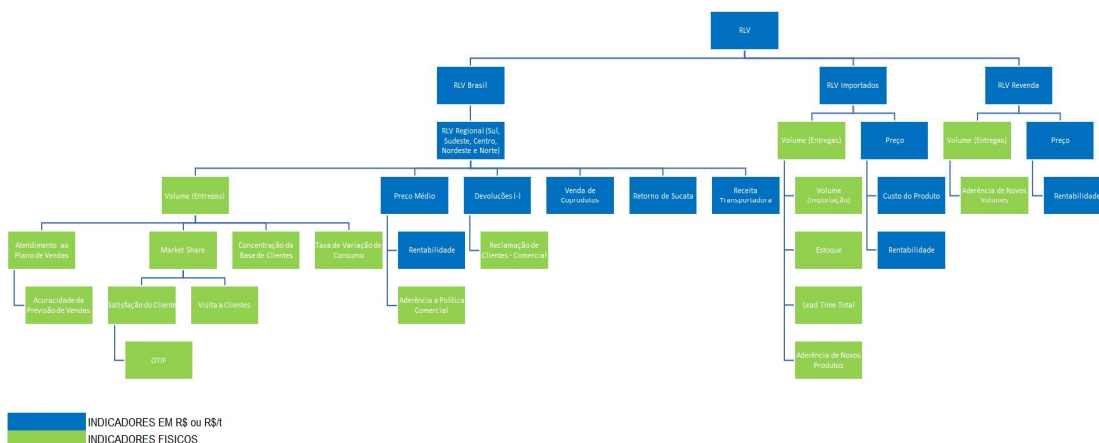 RLV
RLV Brasil
RLV Importados
RLV Revenda
RLV Regional (Sul,
Sudeste, Centro,
Nordeste e Norte)
Volume (Entregas)
Preço
Volume (Entregas)
Preço
Volume (Entregas)
Preco Médio
Devoluções (-)
Venda de
Coprodutos
Retorno de Sucata
Receita
Transportadora
Volume
(Importação)
Custo do Produto
Aderência de Novos
Volumes
Rentabilidade
Atendimento ao
Plano de Vendas
Market Share
Concentração da
Base de Clientes
Taxa de Variação de
Consumo
Rentabilidade
Reclamação de
Clientes - Comercial
Estoque
Rentabilidade
Acuracidade da
Previsão de Vendas
Satisfação do Cliente
Visita a Clientes
Aderência a Política
Comercial
Lead Time Total
OTIF
Aderência de Novos
Produtos
INDICADORES EM R$ ou R$/t
INDICADORES FISICOS